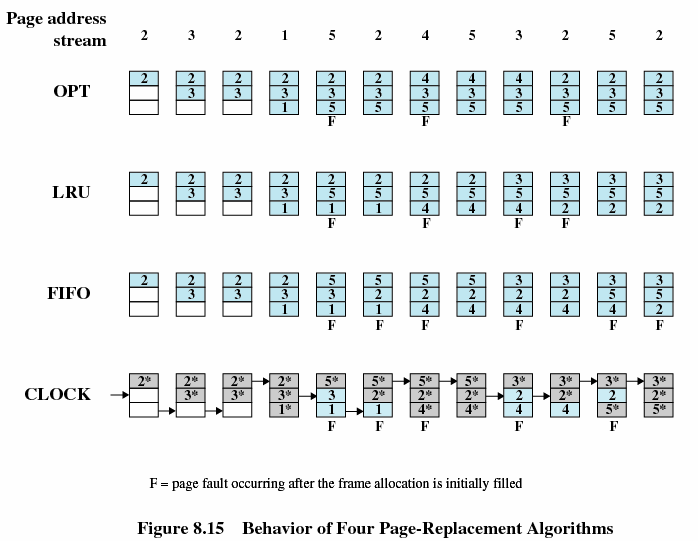 Page address
stream 2 3 2 1 5 2 4 5 3 2 5 2
2 2 2 2 2 2 4 4 4 2 2 2
OPT 3 3 3 3 3 3 3 3 3 3 3
1 5 5 5 5 5 5 5 5
F F F
2 2 2 2 2 2 2 2 3 3 3 3
LRU 3 3 3 5 5 5 5 5 5 5 5
1 1 1 4 4 4 2 2 2
F F F F
2 2 2 2 5 5 5 5 3 3 3 3
FIFO 3 3 3 3 2 2 2 2 2 5 5
1 1 1 4 4 4 4 4 2
F F F F F F
2* 2* 2* 2* 5* 5* 5* 5* 3* 3* 3* 3*
CLOCK 3* 3* 3* 3 2* 2* 2* 2 2* 2 2*
1* 1 1 4* 4* 4 4 5* 5*
F F F F F
F = page fault occurring after the frame allocation is initially filled
Figure 8.15 Behavior of Four Page-Replacement Algorithms